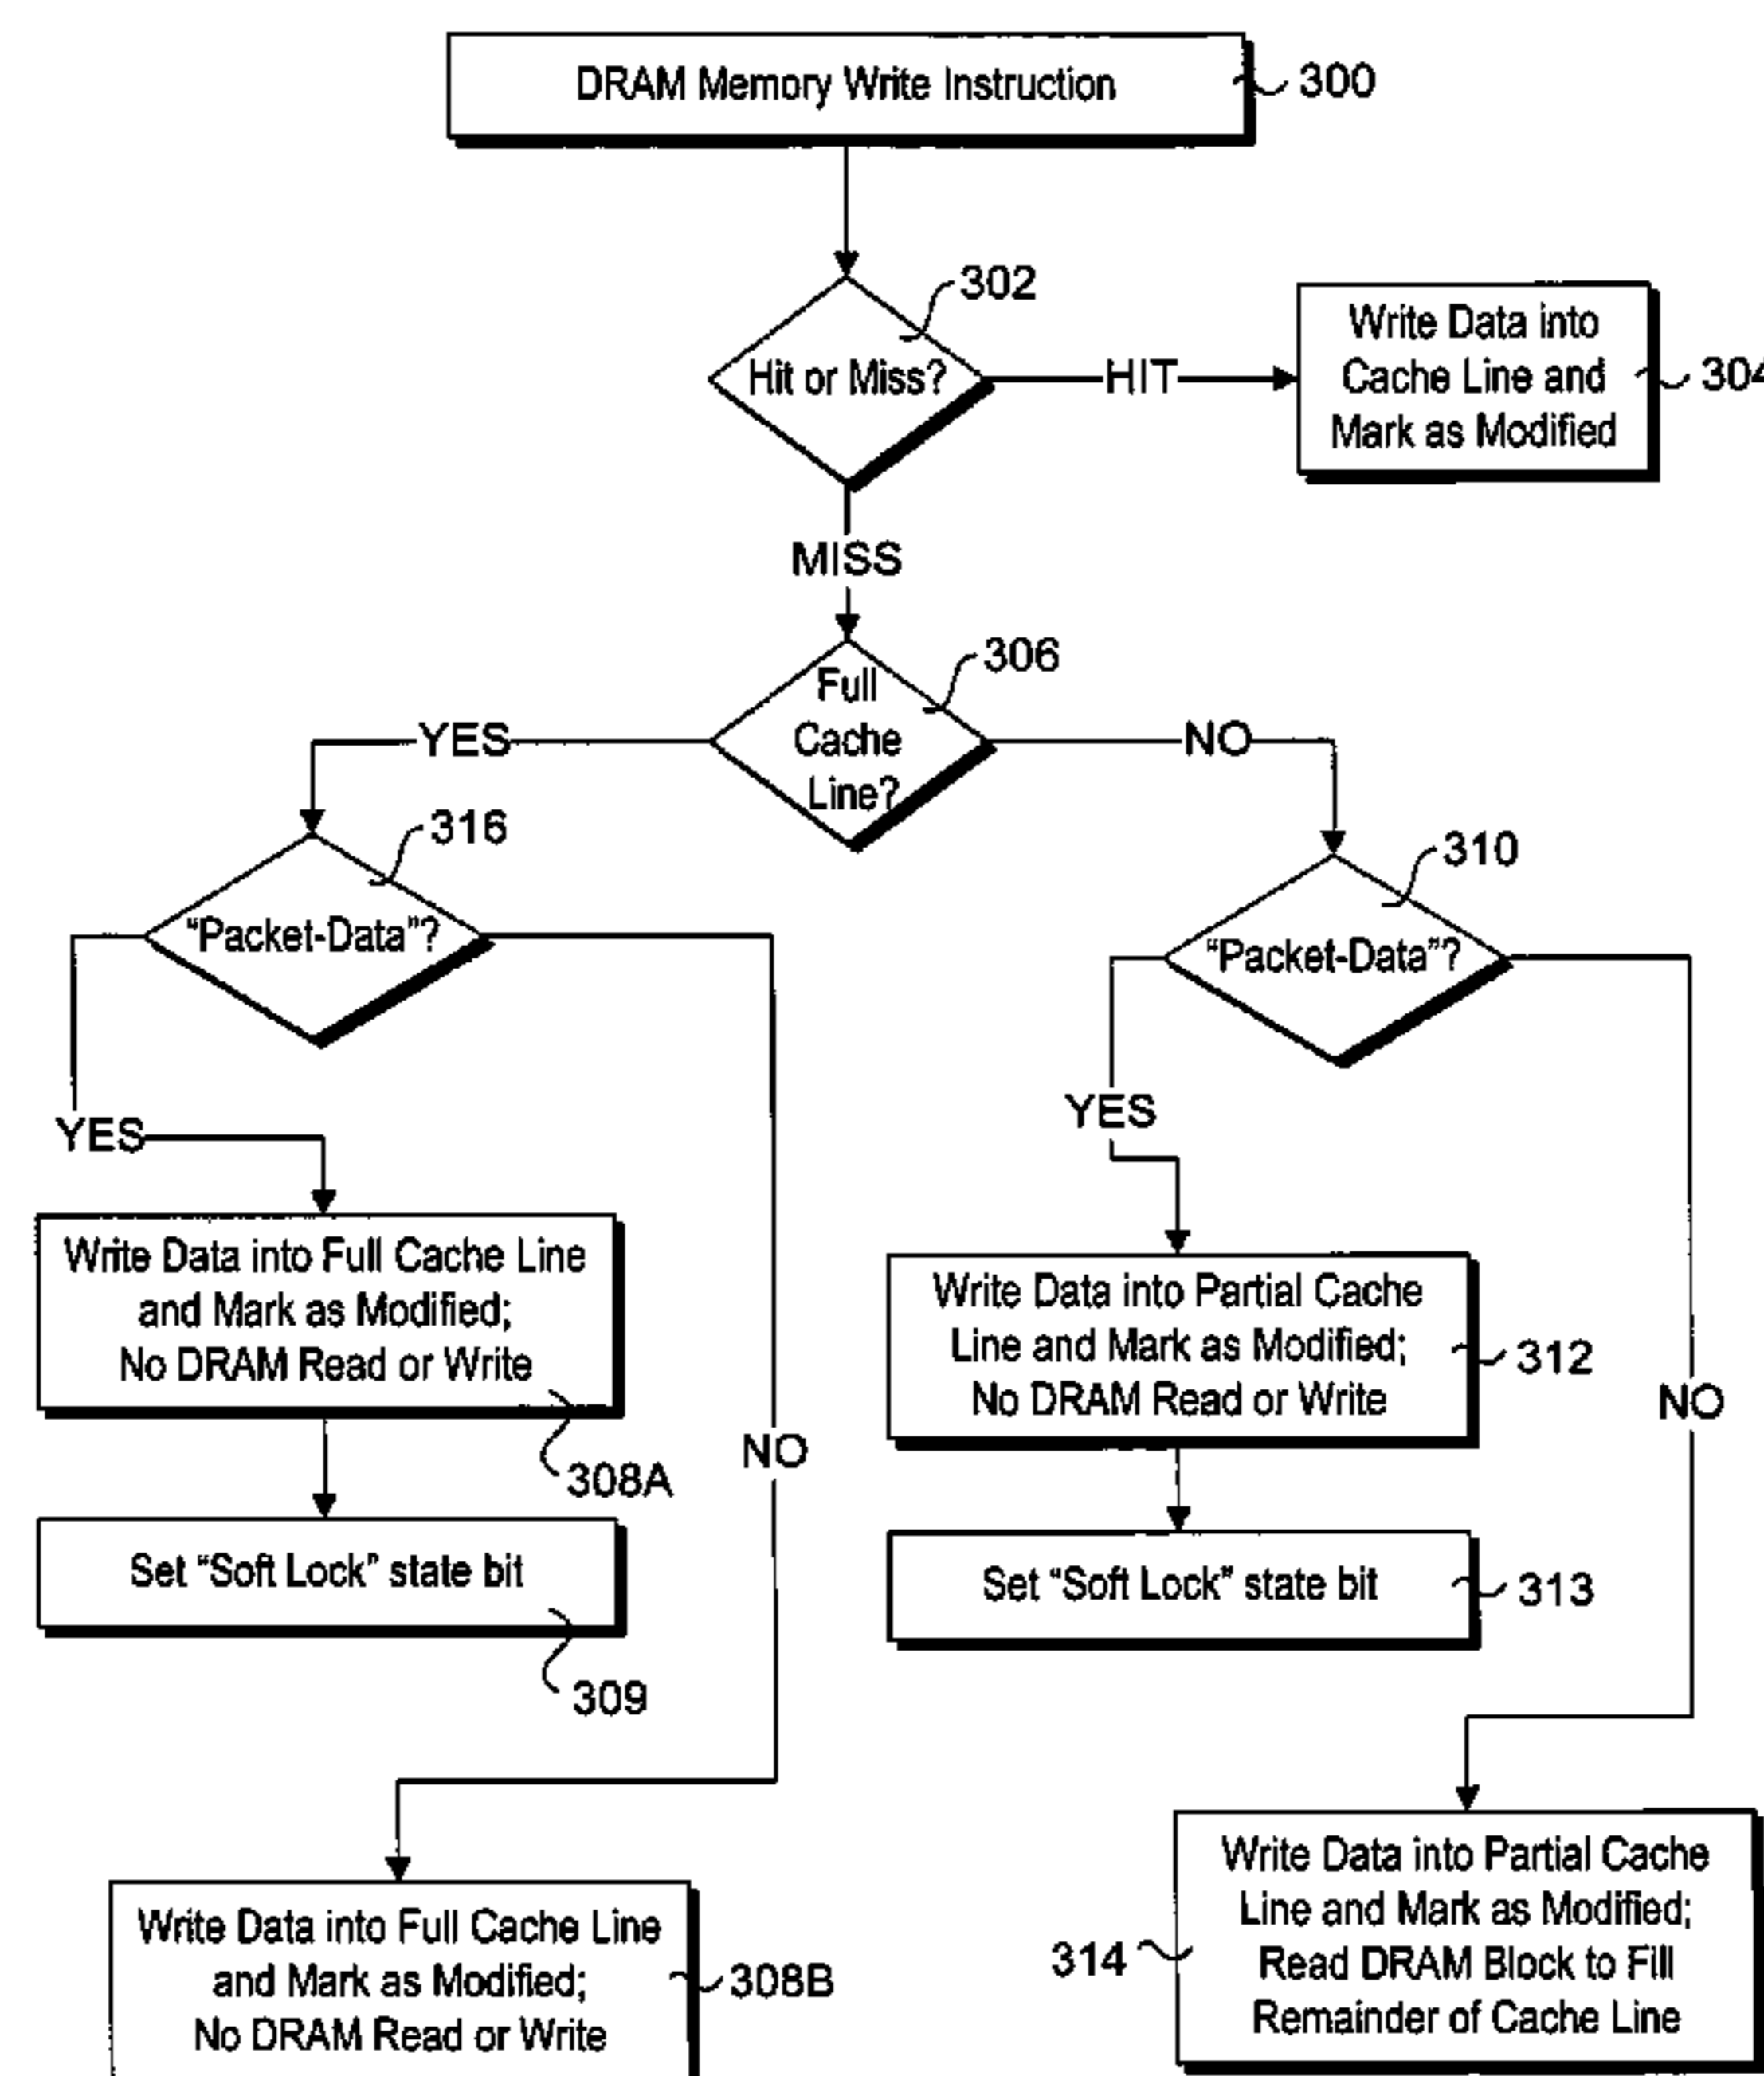 DRAM Memory Write Instruction
300
302
Hit or Miss?
HIT
Write Data into
Cache Line and
Mark as Modified
304
MISS
306
Full
Cache
Line?
YES
NO
316
"Packet-Data"?
310
"Packet-Data"?
YES
YES
Write Data into Full Cache Line
and Mark as Modified;
No DRAM Read or Write
308A
NO
Write Data into Partial Cache
Line and Mark as Modified;
No DRAM Read or Write
312
NO
Set "Soft Lock" state bit
309
Set "Soft Lock" state bit
313
Write Data into Full Cache Line
and Mark as Modified;
No DRAM Read or Write
308B
314
Write Data into Partial Cache
Line and Mark as Modified;
Read DRAM Block to Fill
Remainder of Cache Line